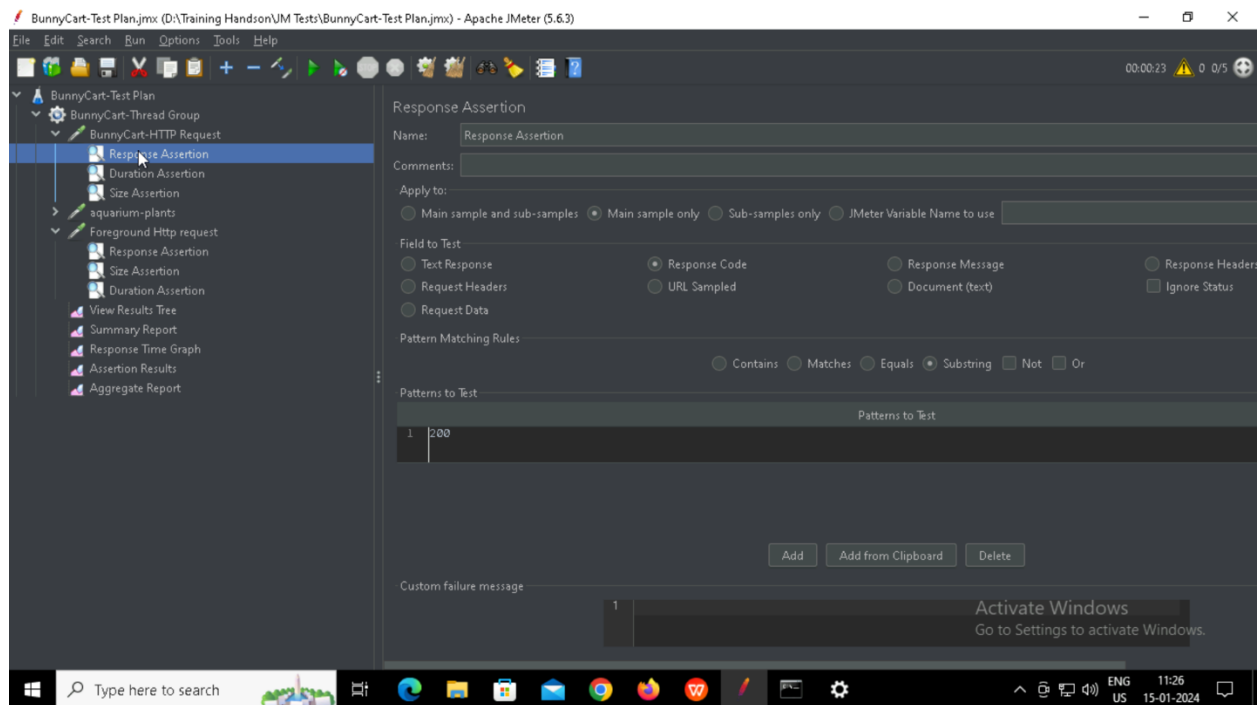 BunnyCart-Test Plan.jmx (D:\Training Handson\JM Tests\BunnyCart-Test Plan.jmx) - Apache JMeter (5.6.3)
File Edit Search Run Options Tools Help
00:00:23 0 0/5
BunnyCart-Test Plan
BunnyCart-Thread Group
BunnyCart-HTTP Request
Response Assertion
Duration Assertion
Size Assertion
aquarium-plants
Foreground Http request
Response Assertion
Size Assertion
Duration Assertion
View Results Tree
Summary Report
Response Time Graph
Assertion Results
Aggregate Report
Response Assertion
Name: Response Assertion
Comments:
Apply to:
Main sample and sub-samples Main sample only Sub-samples only JMeter Variable Name to use
Field to Test
Text Response Response Code Response Message Response Headers
Request Headers URL Sampled Document (text) Ignore Status
Request Data
Pattern Matching Rules
Contains Matches Equals Substring Not Or
Patterns to Test
Patterns to Test
1 200
Add Add from Clipboard Delete
Custom failure message
1
Activate Windows
Go to Settings to activate Windows.
Type here to search
ENG 11:26
US 15-01-2024